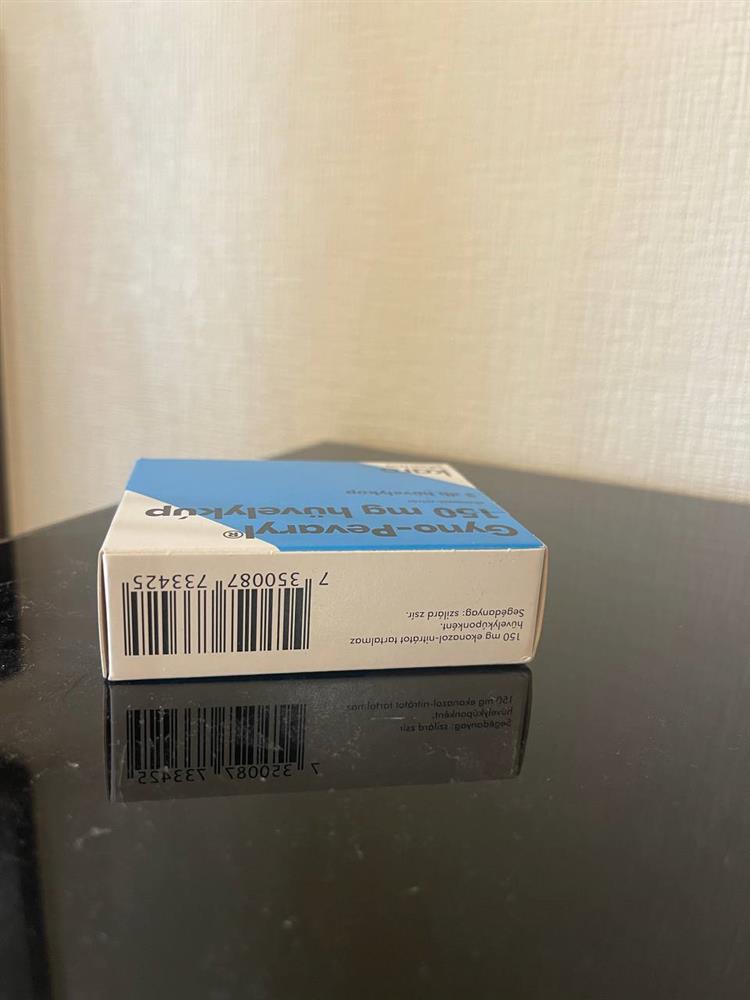 Gyno-Pevaryl®
150 mg hüvelykúp
3 db hüvelykúp
150 mg ekonazol-nitrátot tartalmaz
hüvelykúponként.
Segédanyag: szilárd zsír.
7 350087 733425